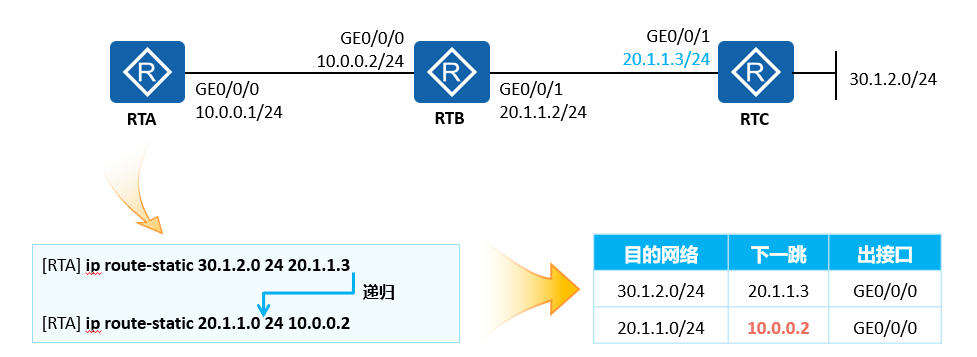 GE0/0/0
10.0.0.2/24
GE0/0/1
20.1.1.3/24
R
R
R
30.1.2.0/24
GE0/0/0
10.0.0.1/24
GE0/0/1
20.1.1.2/24
RTA
RTB
RTC
[RTA] ip route-static 30.1.2.0 24 20.1.1.3
递归
[RTA] ip route-static 20.1.1.0 24 10.0.0.2
目的网络 下一跳 出接口
30.1.2.0/24 20.1.1.3 GE0/0/0
20.1.1.0/24 10.0.0.2 GE0/0/0